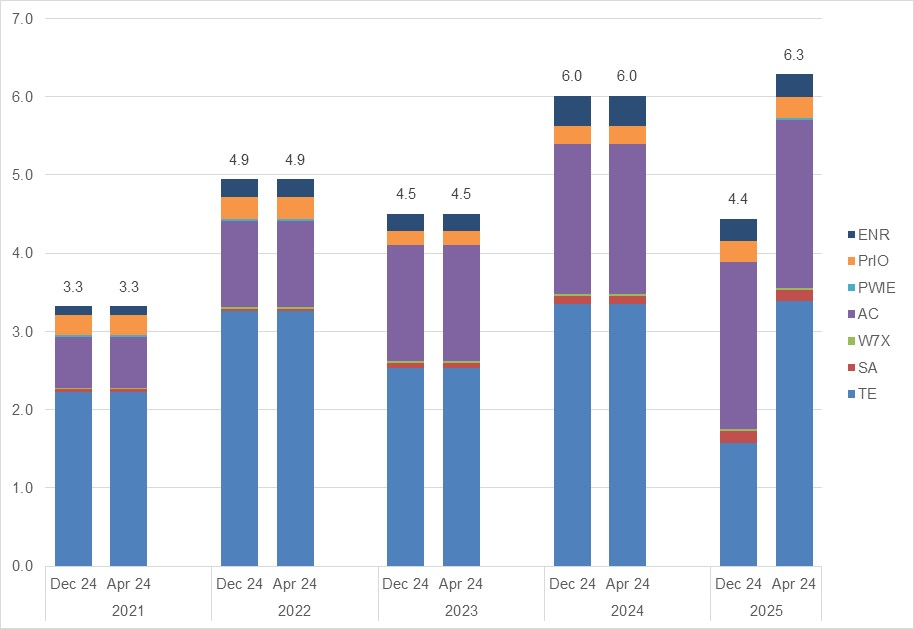 7.0
6.0
5.0
4.0
3.0
2.0
1.0
0.0
3.3 3.3
4.9 4.9
4.5 4.5
6.0 6.0
4.4 6.3
ENR
PrIO
PWIE
AC
W7X
SA
TE
Dec 24 Apr 24 Dec 24 Apr 24 Dec 24 Apr 24 Dec 24 Apr 24 Dec 24 Apr 24
2021 2022 2023 2024 2025